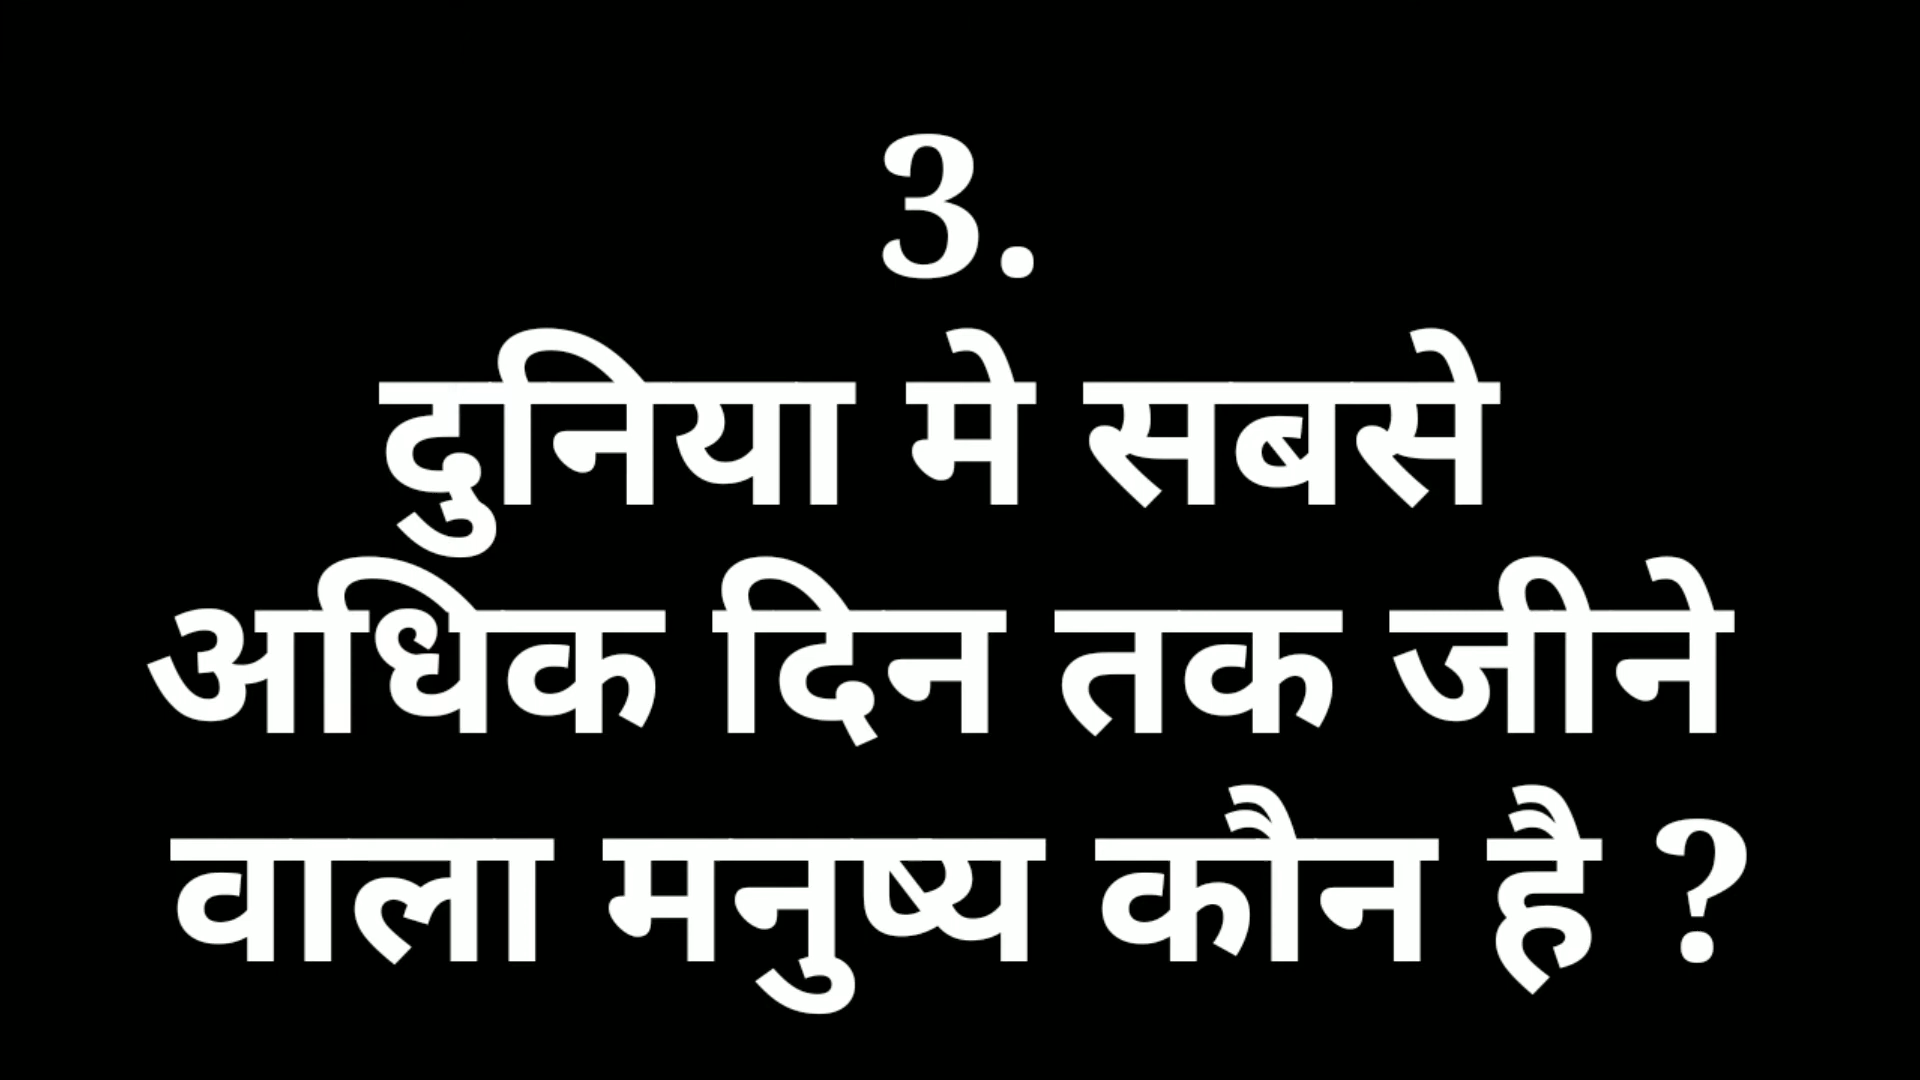 3.
दुनिया मे सबसे
अधिक दिन तक जीने
वाला मनुष्य कौन है ?